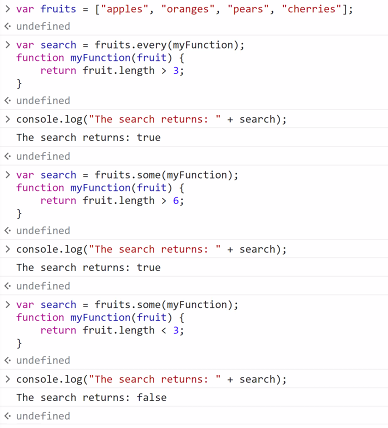 > var fruits = ["apples", "oranges", "pears", "cherries"];
<· undefined
> var search = fruits.every(myFunction);
function myFunction(fruit) {
    return fruit.length > 3;
}
<· undefined
> console.log("The search returns: " + search);
The search returns: true
<· undefined
> var search = fruits.some(myFunction);
function myFunction(fruit) {
    return fruit.length > 6;
}
<· undefined
> console.log("The search returns: " + search);
The search returns: true
<· undefined
> var search = fruits.some(myFunction);
function myFunction(fruit) {
    return fruit.length < 3;
}
<· undefined
> console.log("The search returns: " + search);
The search returns: false
<· undefined